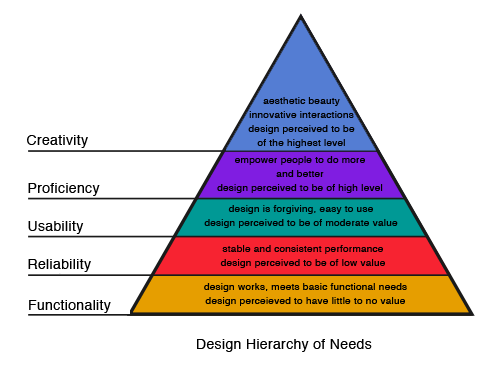 aesthetic beauty
innovative interactions
design perceived to be
of the highest level
Creativity
empower people to do more
and better
design perceived to be of high level
Proficiency
design is forgiving, easy to use
design perceived to be of moderate value
Usability
stable and consistent performance
design perceived to be of low value
Reliability
design works, meets basic functional needs
design perceieved to have little to no value
Functionality
Design Hierarchy of Needs